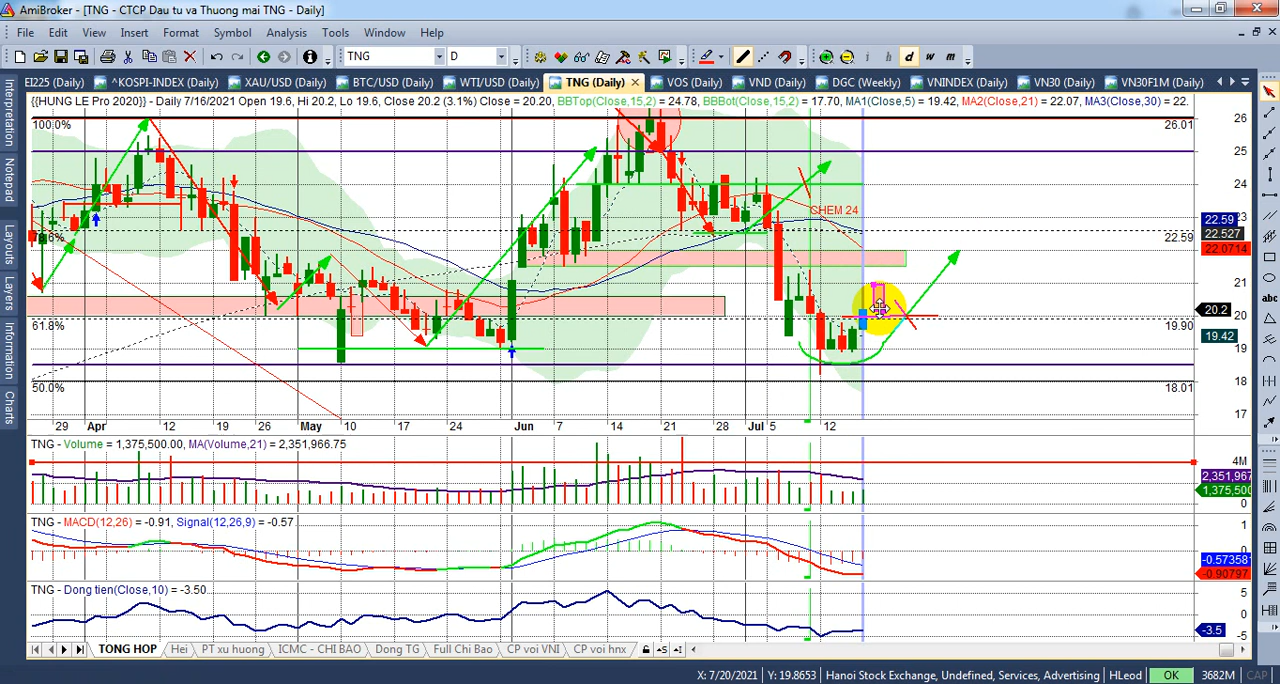 AmiBroker - [TNG - CTCP Dau tu va Thuong mai TNG - Daily]
File Edit View Insert Format Symbol Analysis Tools Window Help
TNG D abc i h d w m
EI225 (Daily) ^KOSPI-INDEX (Daily) XAU/USD (Daily) BTC/USD (Daily) WTI/USD (Daily) TNG (Daily) VOS (Daily) VND (Daily) DGC (Weekly) VNINDEX (Daily) VN30 (Daily) VN30F1M (Daily)
Interpretation
Notepad
Layouts
Layers
Information
Charts
{{HUNG LE Pro 2020}} - Daily 7/16/2021 Open 19.6, Hi 20.2, Lo 19.6, Close 20.2 (3.1%) Close = 20.20, BBTop(Close,15,2) = 24.78, BBBot(Close,15,2) = 17.70, MA1(Close,5) = 19.42, MA2(Close,21) = 22.07, MA3(Close,30) = 22.
100.0%
26.01
26
25
24
CHEM 24
23
22.59
22.527
22.59
22.0714
21
20.2
20
61.8%
19.90
19.42
19
50.0%
18.01
18
17
29 Apr 12 19 26 May 10 17 24 Jun 7 14 21 28 Jul 5 12
TNG - Volume = 1,375,500.00, MA(Volume,21) = 2,351,966.75
4M
2,351,967
1,375,500
0
TNG - MACD(12,26) = -0.91, Signal(12,26,9) = -0.57
1
0
-0.57358
-0.90797
TNG - Dong tien(Close,10) = -3.50
5
0
-3.5
-5
TONG HOP Hei PT xu huong ICMC - CHI BAO Dong TG Full Chi Bao CP voi VNI CP voi hnx
X: 7/20/2021 Y: 19.8653 Hanoi Stock Exchange, Undefined, Services, Advertising HLeod OK 3682M CAP